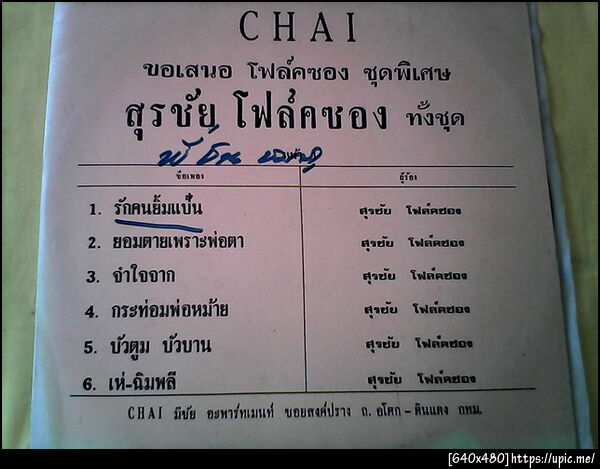 CHAI
ขอเสนอ โฟล์คซอง ชุดพิเศษ
สุรชัย โฟล์คซอง ทั้งชุด
ชื่อเพลง ผู้ร้อง
1. รักคนยิ้มแป้น สุรชัย โฟล์คซอง
2. ยอมตายเพราะพ่อตา สุรชัย โฟล์คซอง
3. จำใจจาก สุรชัย โฟล์คซอง
4. กระท่อมพ่อหม้าย สุรชัย โฟล์คซอง
5. บัวตูม บัวบาน สุรชัย โฟล์คซอง
6. เห่-ฉิมพลี สุรชัย โฟล์คซอง
CHAI มีชัย อะพาร์ทเมนท์ ซอยสงค์ปราง ถ. อโศก - ดินแดง กทม.
[640x480]https://upic.me/